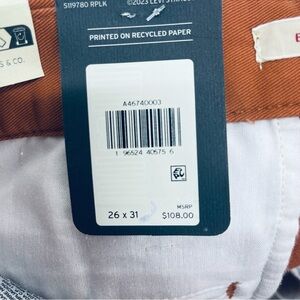 S119780 RPLK
©2023 LEVI STRAUSS
PRINTED ON RECYCLED PAPER
S & CO.
E
A46740003
1 96524 40575 6
26 x 31
MSRP
$108.00